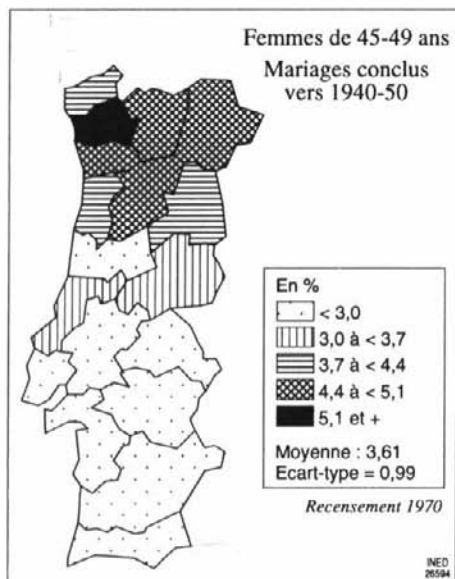 Femmes de 45-49 ans
Mariages conclus
vers 1940-50
En %
< 3,0
3,0 à < 3,7
3,7 à < 4,4
4,4 à < 5,1
5,1 et +
Moyenne : 3,61
Ecart-type = 0,99
Recensement 1970
INED
26594